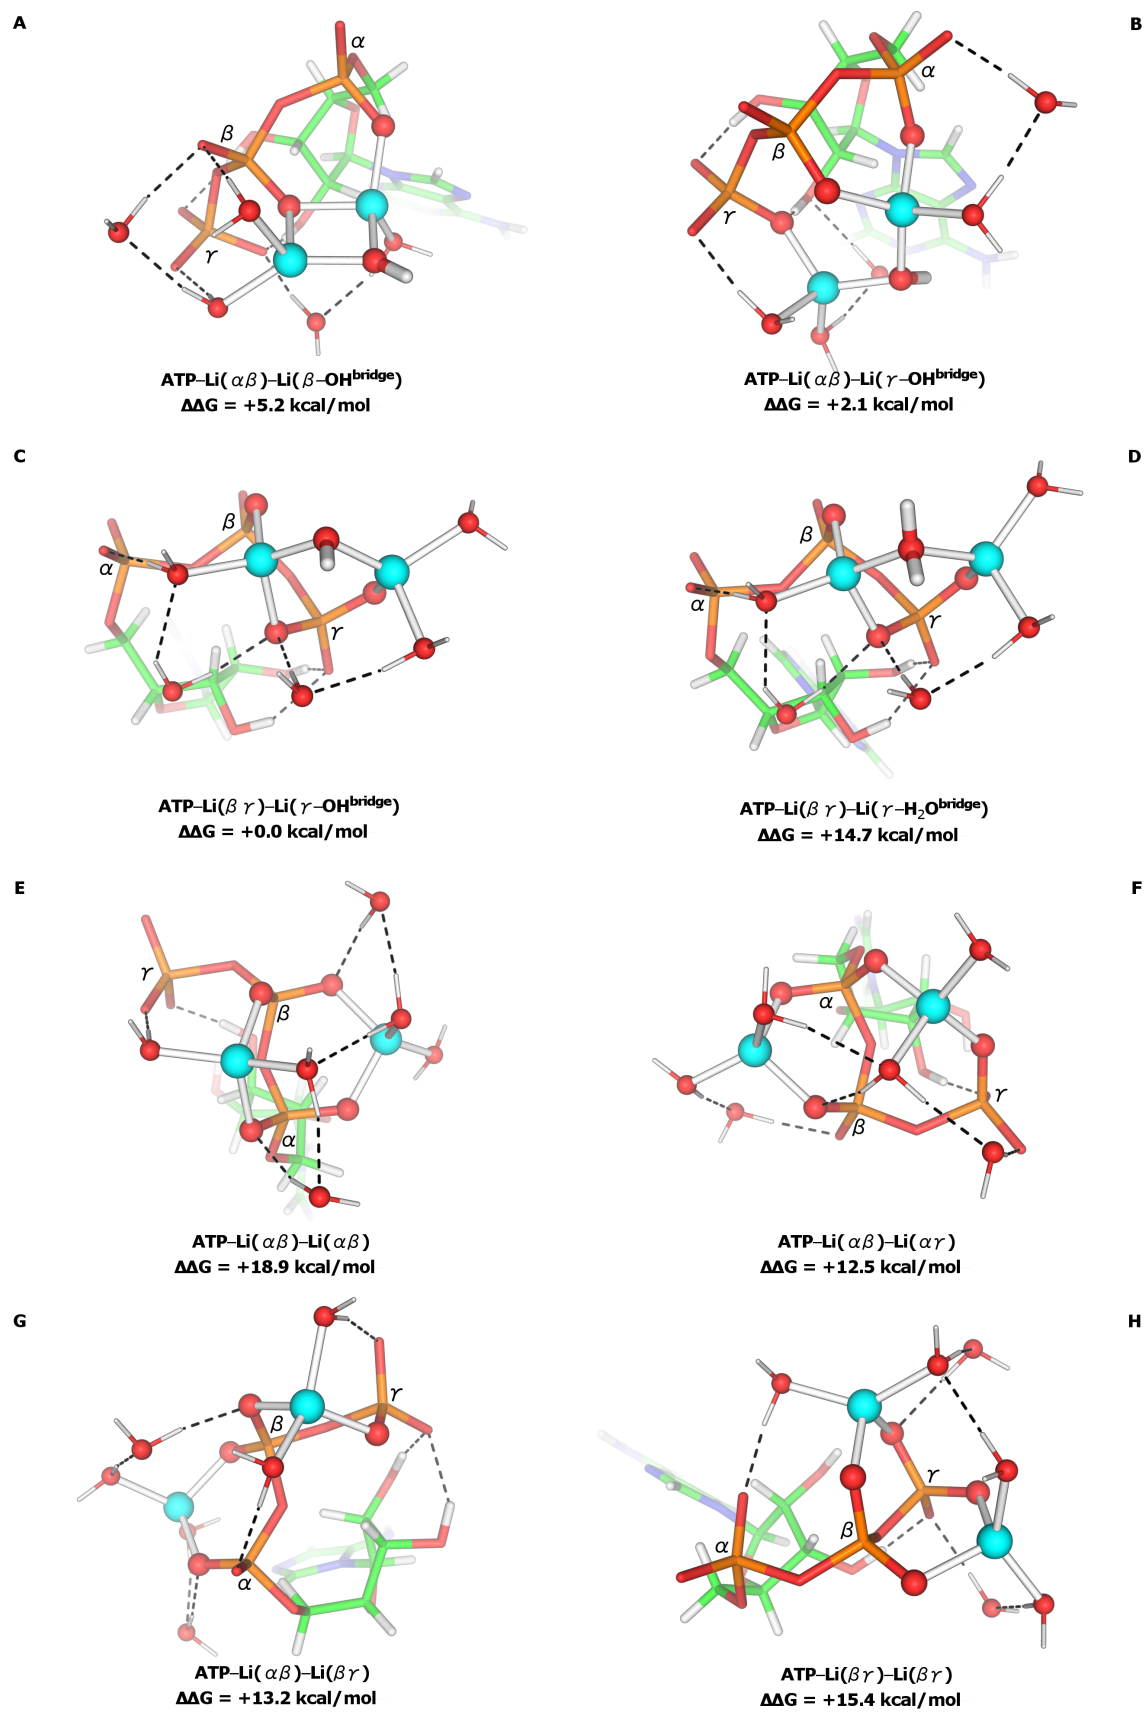 A
B
α
β
γ
α
β
γ
ATP–Li(αβ)–Li(β–OHbridge)
ΔΔG = +5.2 kcal/mol
ATP–Li(αβ)–Li(γ–OHbridge)
ΔΔG = +2.1 kcal/mol
C
D
β
α
γ
β
α
γ
ATP–Li(βγ)–Li(γ–OHbridge)
ΔΔG = +0.0 kcal/mol
ATP–Li(βγ)–Li(γ–H₂Obridge)
ΔΔG = +14.7 kcal/mol
E
F
γ
β
α
α
γ
β
ATP–Li(αβ)–Li(αβ)
ΔΔG = +18.9 kcal/mol
ATP–Li(αβ)–Li(αγ)
ΔΔG = +12.5 kcal/mol
G
H
γ
β
α
γ
β
α
ATP–Li(αβ)–Li(βγ)
ΔΔG = +13.2 kcal/mol
ATP–Li(βγ)–Li(βγ)
ΔΔG = +15.4 kcal/mol